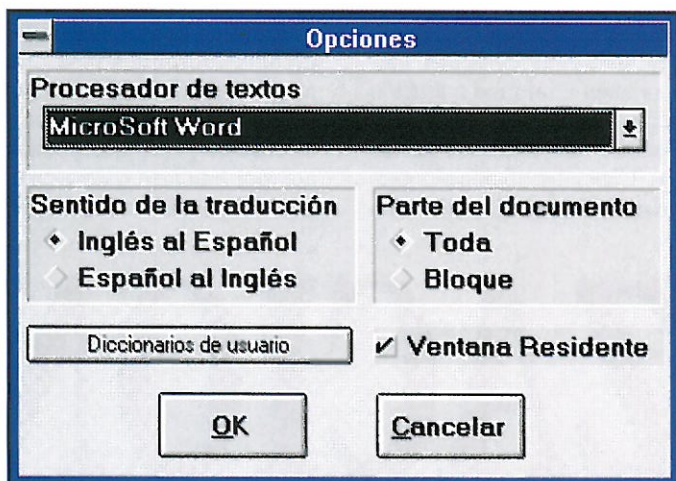 Opciones
Procesador de textos
MicroSoft Word
Sentido de la traducción
Inglés al Español
Español al Inglés
Parte del documento
Toda
Bloque
Diccionarios de usuario
Ventana Residente
OK
Cancelar